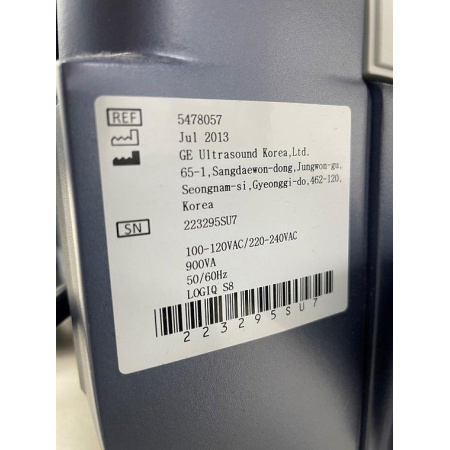 REF 5478057
Jul 2013
GE Ultrasound Korea,Ltd.
65-1,Sangdaewon-dong,Jungwon-gu,
Seongnam-si,Gyeonggi-do,462-120,
Korea
SN 223295SU7
100-120VAC/220-240VAC
900VA
50/60Hz
LOGIQ S8
223295SU7